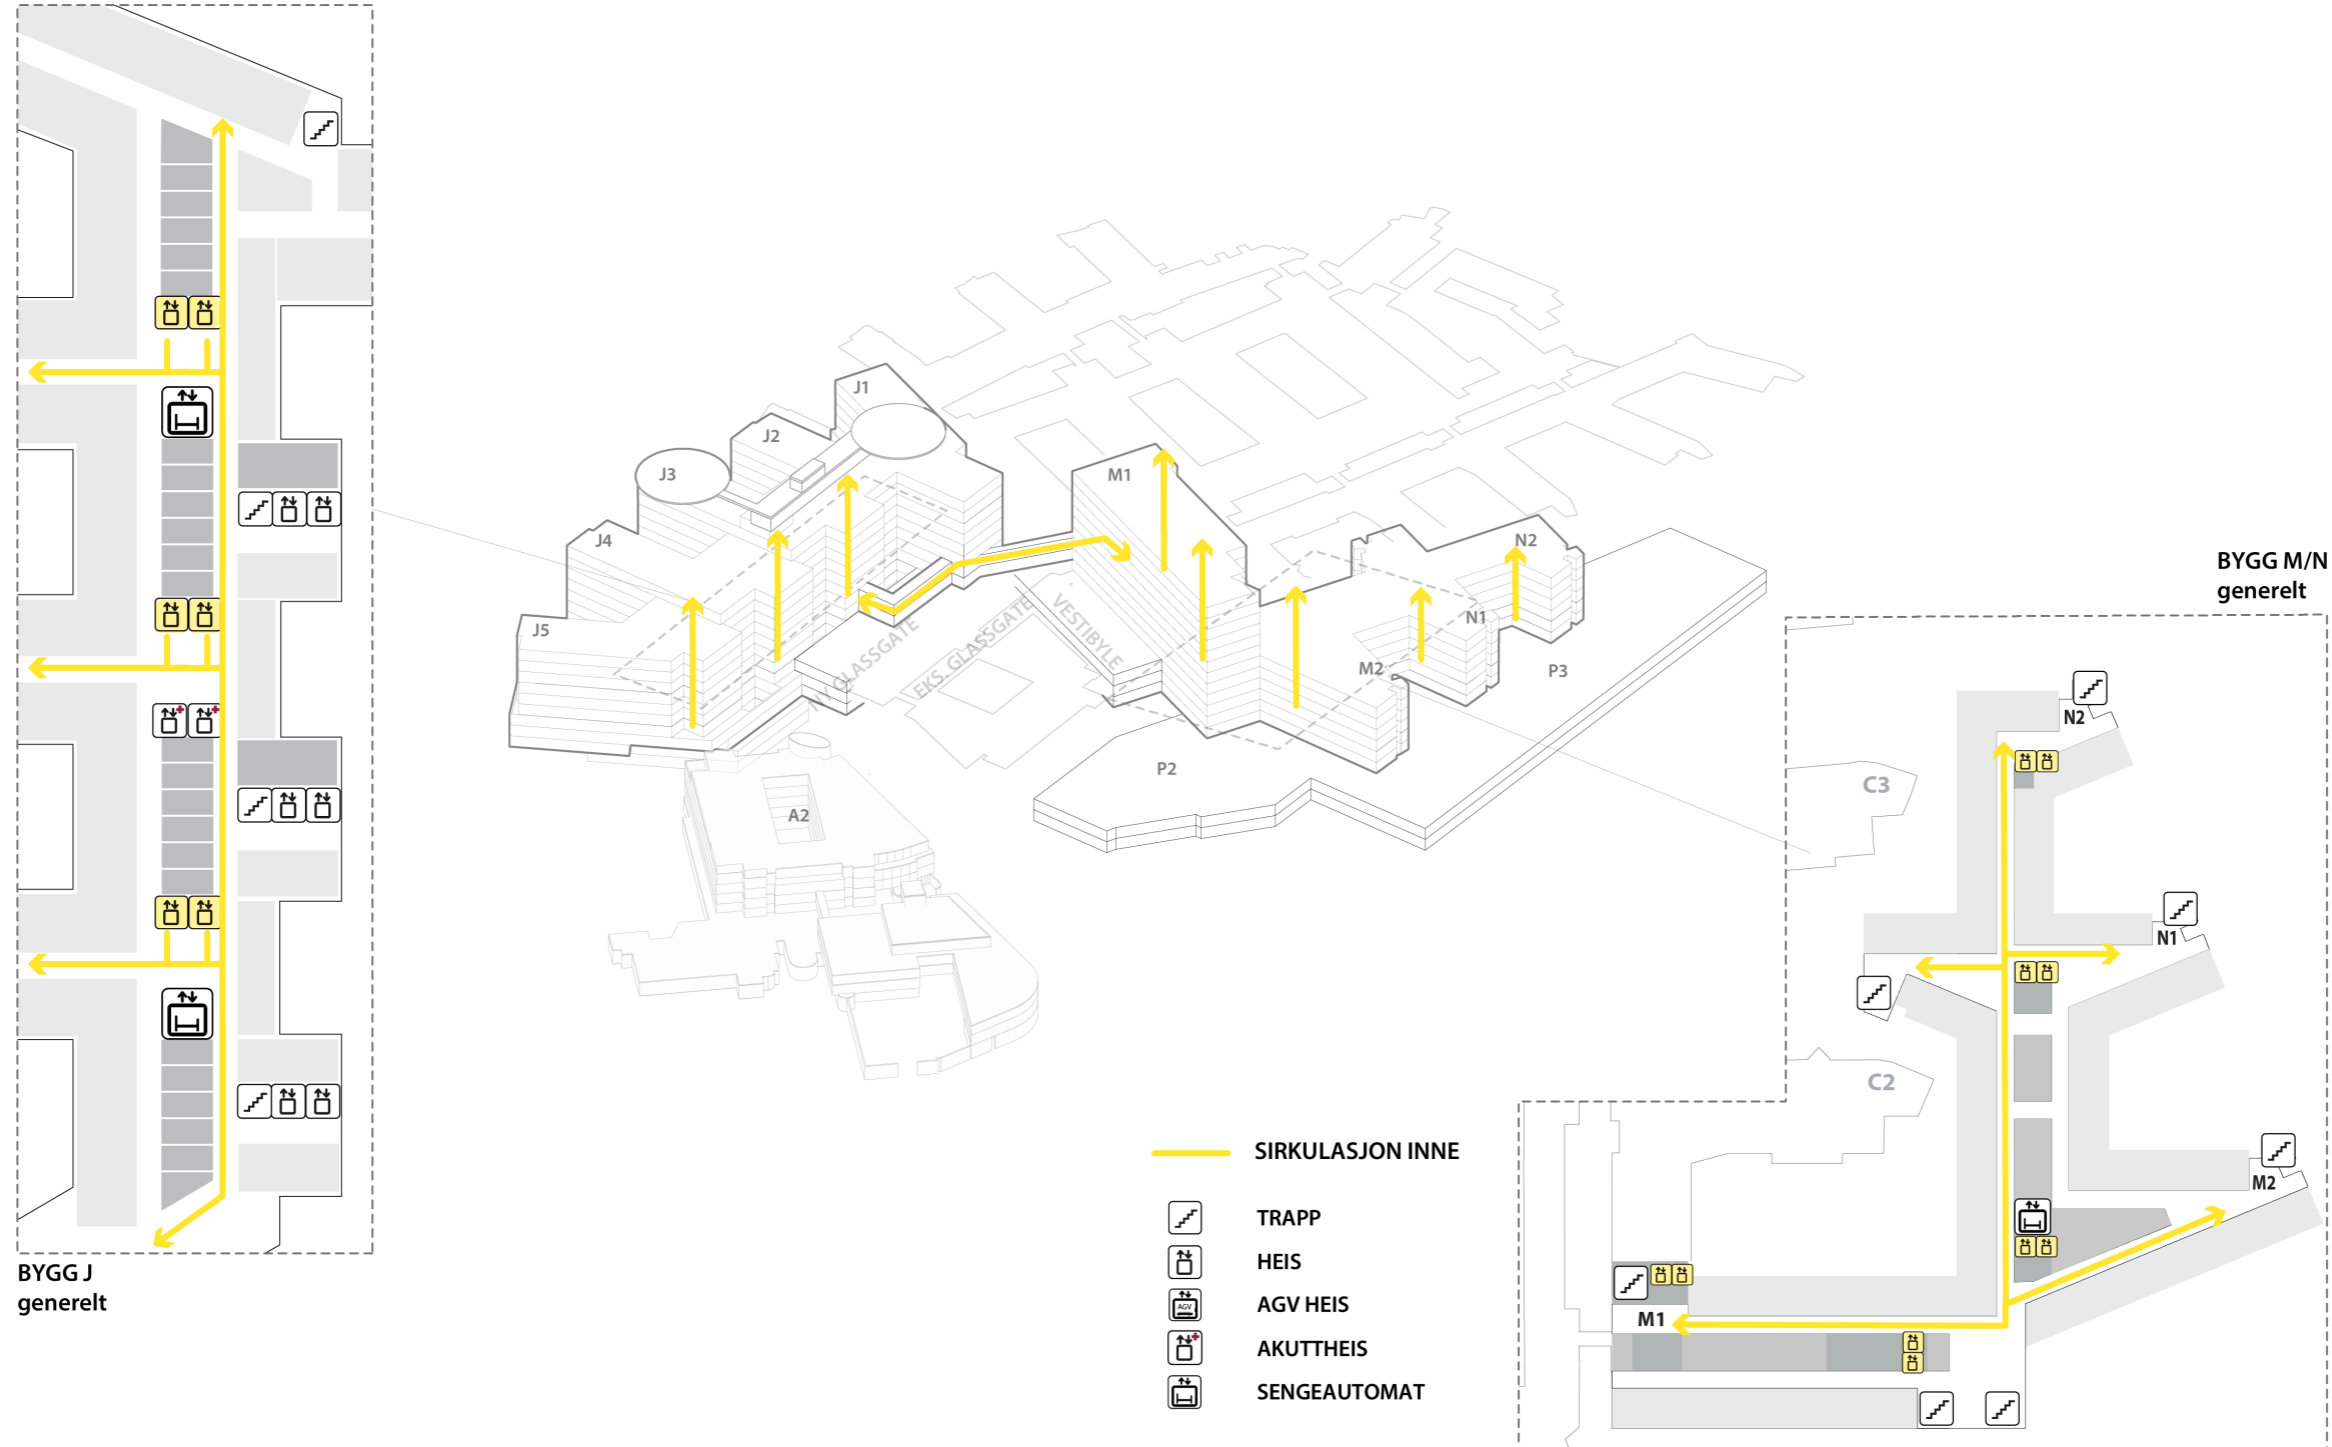 J1
J2
J3
J4
J5
M1
N2
N1
M2
P3
P2
A2
NY GLASSGATE
EKS. GLASSGATE
VESTIBYLE
BYGG J
generelt
BYGG M/N
generelt
N2
C3
N1
C2
M2
M1
SIRKULASJON INNE
TRAPP
HEIS
AGV
AGV HEIS
AKUTTHEIS
SENGEAUTOMAT